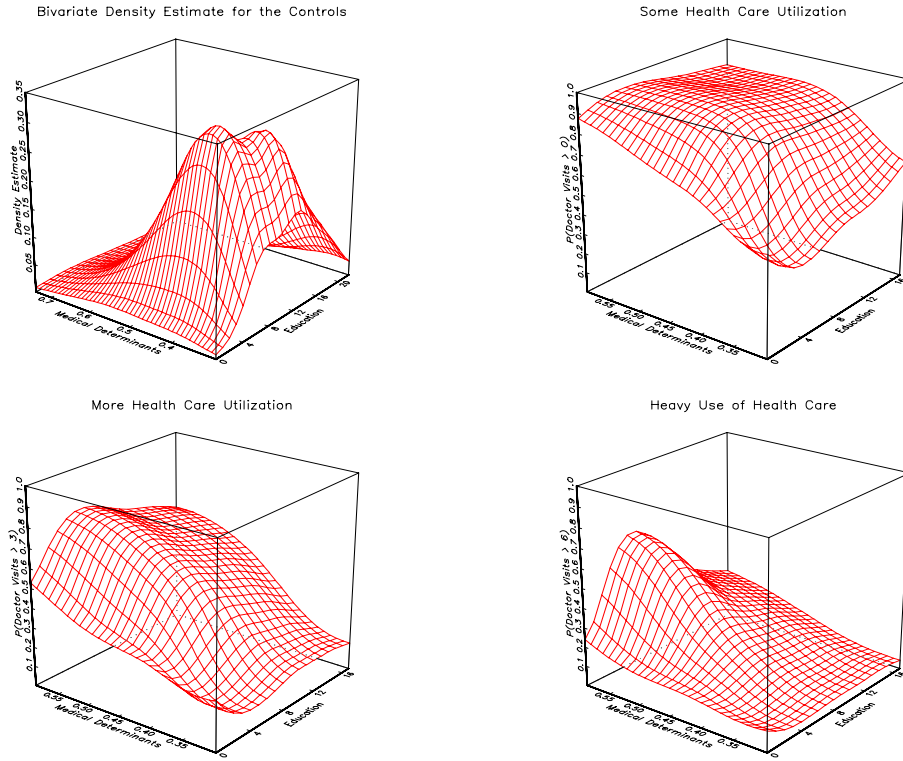 Bivariate Density Estimate for the Controls
Density Estimate
0.05 0.10 0.15 0.20 0.25 0.30 0.35
0.7 0.6 0.5 0.4
Medical Determinants
0 4 8 12 16 20
Education
Some Health Care Utilization
P(Doctor Visits > 0)
0.1 0.2 0.3 0.4 0.5 0.6 0.7 0.8 0.9 1.0
0.55 0.50 0.45 0.40 0.35
Medical Determinants
0 4 8 12 16
Education
More Health Care Utilization
P(Doctor Visits > 3)
0.1 0.2 0.3 0.4 0.5 0.6 0.7 0.8 0.9 1.0
0.55 0.50 0.45 0.40 0.35
Medical Determinants
0 4 8 12 16
Education
Heavy Use of Health Care
P(Doctor Visits > 6)
0.1 0.2 0.3 0.4 0.5 0.6 0.7 0.8 0.9 1.0
0.55 0.50 0.45 0.40 0.35
Medical Determinants
0 4 8 12 16
Education